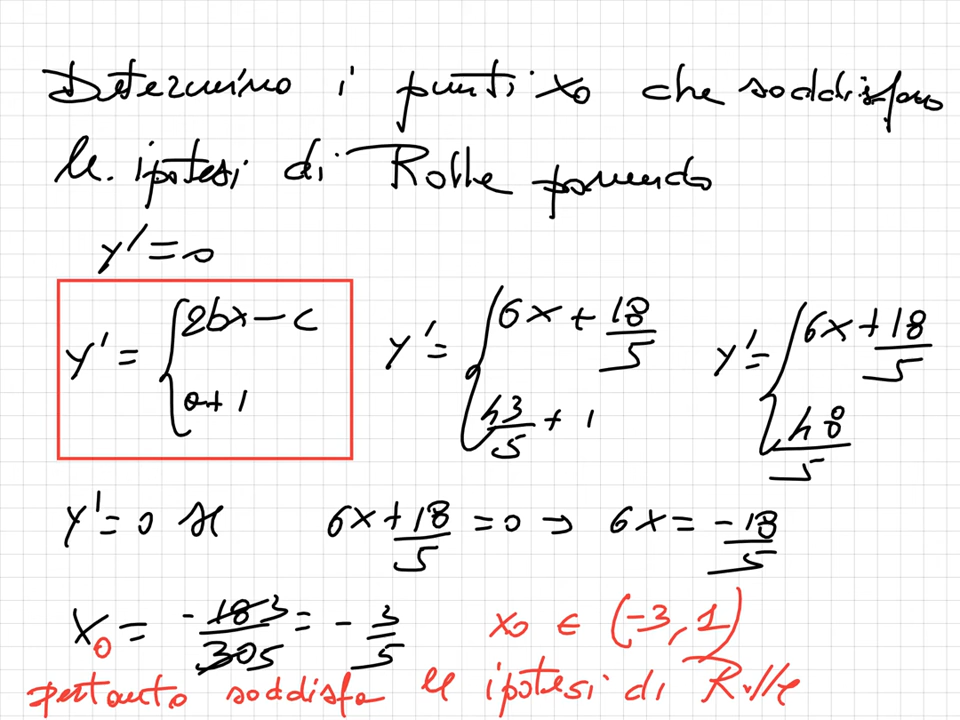 Determino i punti x₀ che soddisfano
le ipotesi di Rolle ponendo
y' = 0
y' = { 2bx - c ; a + 1   y' = { 6x + 18/5 ; 43/5 + 1   y' = { 6x + 18/5 ; 48/5
y' = 0 se   6x + 18/5 = 0 → 6x = -18/5
x₀ = - 18 3/30 5 = - 3/5   x₀ ∈ (-3, 1)
pertanto soddisfa le ipotesi di Rolle